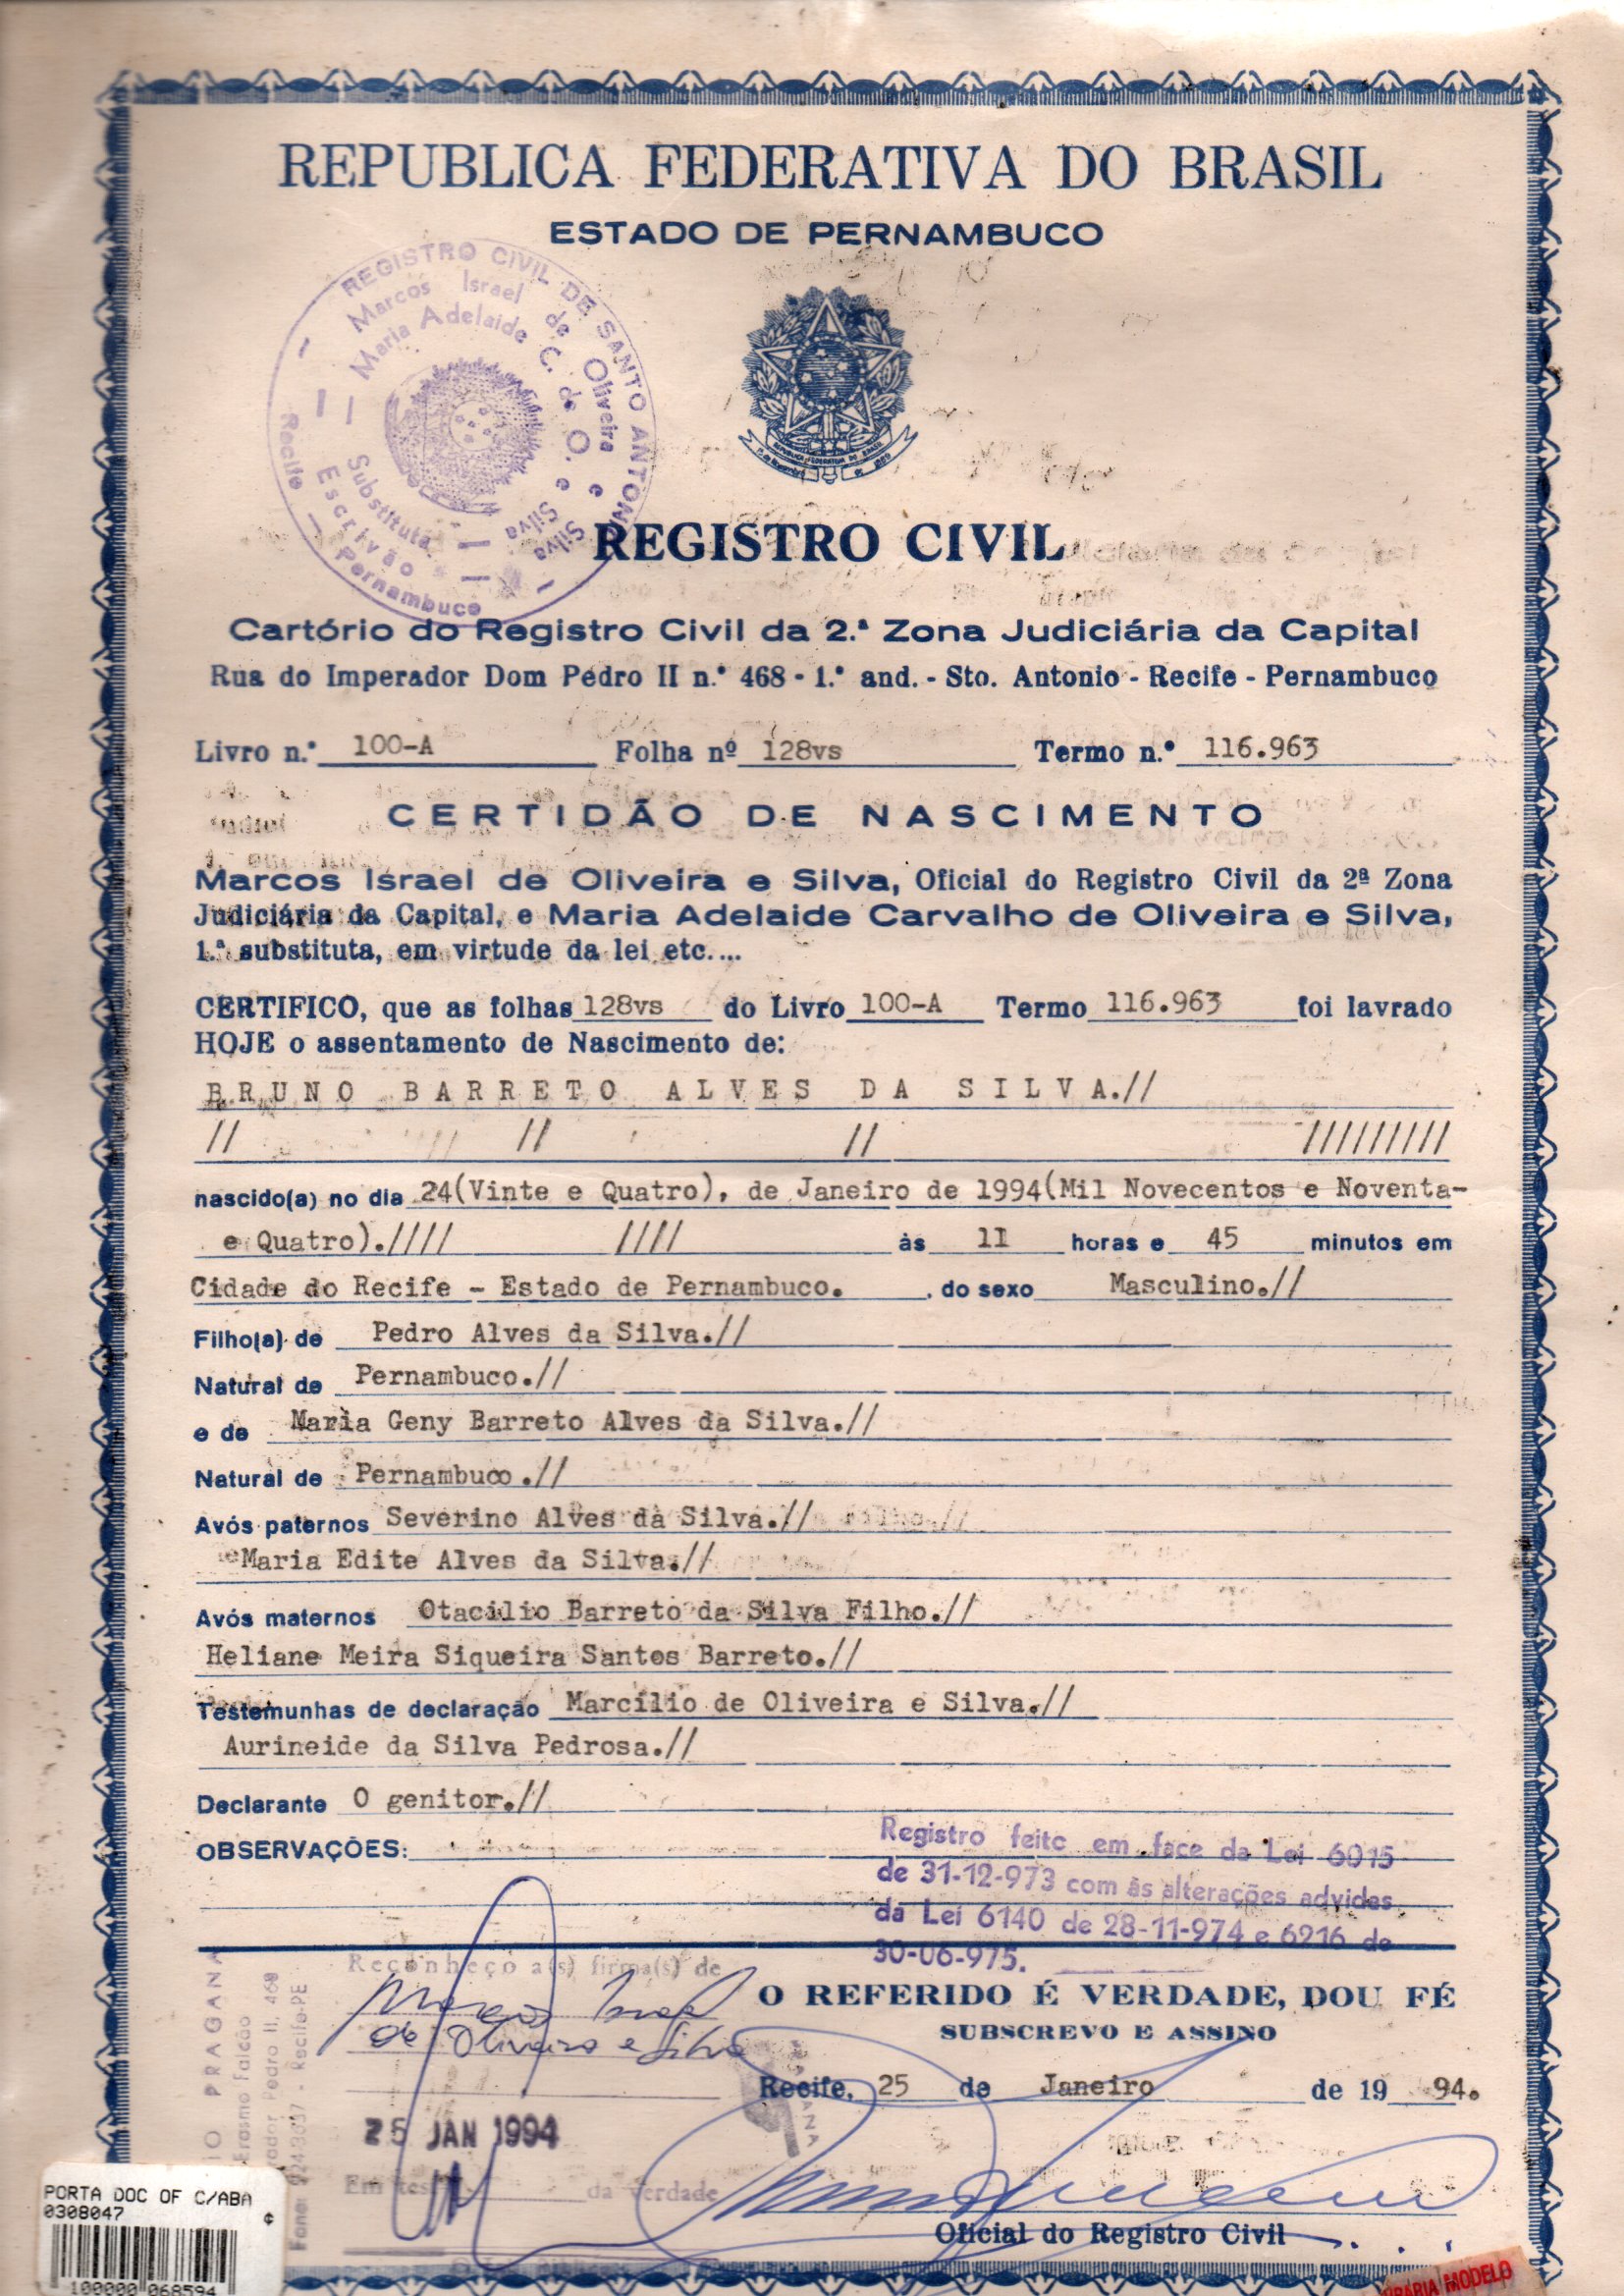 REPUBLICA FEDERATIVA DO BRASIL
ESTADO DE PERNAMBUCO
REGISTRO CIVIL DE SANTO ANTONIO
Marcos Israel de Oliveira e Silva
Maria Adelaide C. de O. e Silva
Substituta
Escrivão
Recife - Pernambuco
REGISTRO CIVIL
Cartório do Registro Civil da 2.ª Zona Judiciária da Capital
Rua do Imperador Dom Pedro II n.º 468 - 1.º and. - Sto. Antonio - Recife - Pernambuco
Livro n.º 100-A Folha nº 128vs Termo n.º 116.963
CERTIDÃO DE NASCIMENTO
Marcos Israel de Oliveira e Silva, Oficial do Registro Civil da 2ª Zona
Judiciária da Capital, e Maria Adelaide Carvalho de Oliveira e Silva,
1.ª substituta, em virtude da lei etc....
CERTIFICO, que as folhas 128vs do Livro 100-A Termo 116.963 foi lavrado
HOJE o assentamento de Nascimento de:
BRUNO BARRETO ALVES DA SILVA.//
// // // /////////
nascido(a) no dia 24(Vinte e Quatro), de Janeiro de 1994(Mil Novecentos e Noventa-
e Quatro).//// //// às 11 horas e 45 minutos em
Cidade do Recife - Estado de Pernambuco. , do sexo Masculino.//
Filho(a) de Pedro Alves da Silva.//
Natural de Pernambuco.//
e de Maria Geny Barreto Alves da Silva.//
Natural de Pernambuco.//
Avós paternos Severino Alves da Silva.//
e Maria Edite Alves da Silva.//
Avós maternos Otacilio Barreto da Silva Filho.//
Heliane Meira Siqueira Santos Barreto.//
Testemunhas de declaração Marcílio de Oliveira e Silva.//
Aurineide da Silva Pedrosa.//
Declarante O genitor.//
OBSERVAÇÕES:
Registro feito em face da Lei 6015
de 31-12-973 com às alterações advidas
da Lei 6140 de 28-11-974 e 6216 de
30-06-975.
Reconheço a(s) firma(s) de
Marcos Israel
de Oliveira e Silva
O REFERIDO É VERDADE, DOU FÉ
SUBSCREVO E ASSINO
Recife, 25 de Janeiro de 19 94.
25 JAN 1994
da verdade
Oficial do Registro Civil
PRAGANA
Erasmo Falcão
Pedro II, 468
Recife-PE
PORTA DOC OF C/ABA
0308047
100000 068594
MODELO